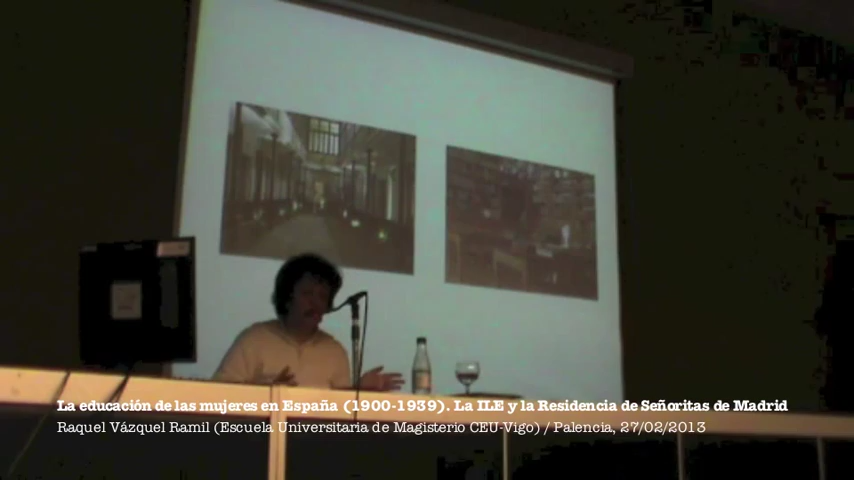 La educación de las mujeres en España (1900-1939). La ILE y la Residencia de Señoritas de Madrid
Raquel Vázquel Ramil (Escuela Universitaria de Magisterio CEU-Vigo) / Palencia, 27/02/2013